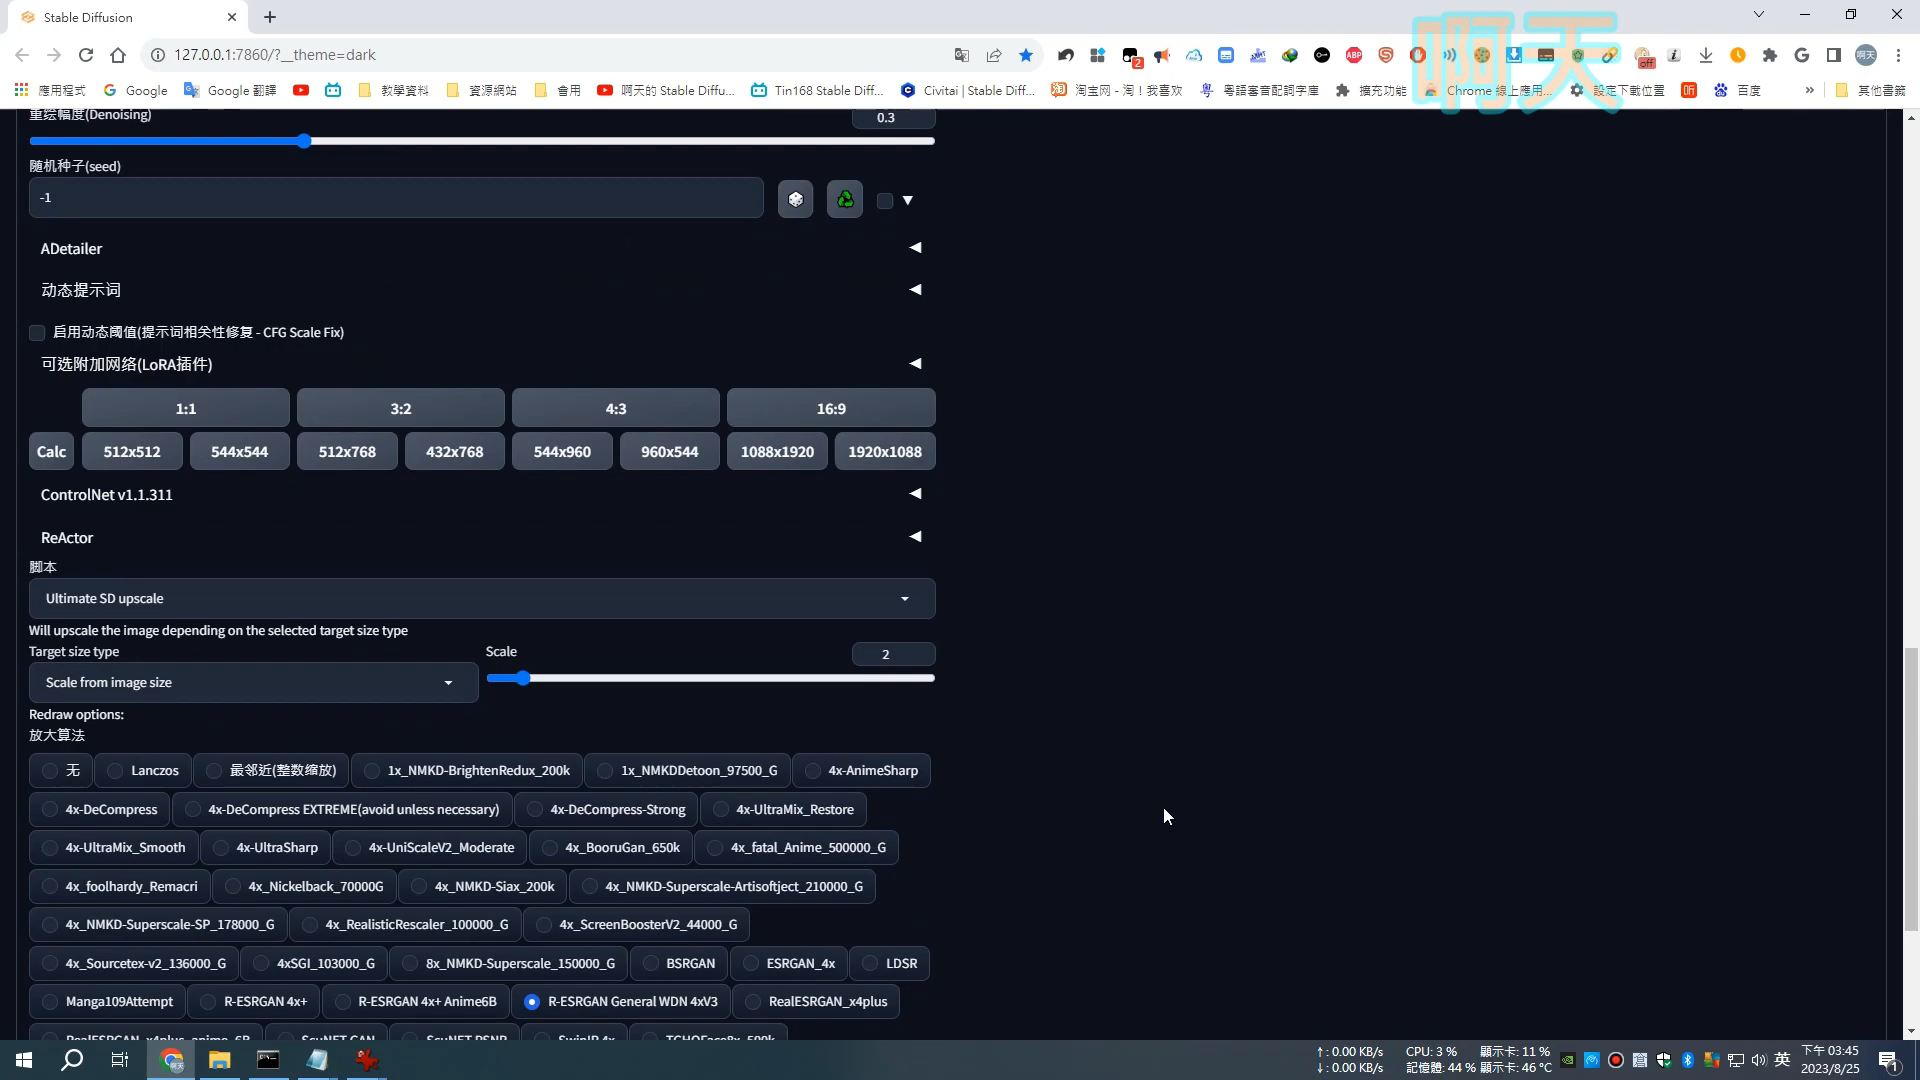 Stable Diffusion
127.0.0.1:7860/?__theme=dark
2
ABP
off
應用程式
Google
Google 翻譯
教學資料
資源網站
會用
啊天的 Stable Diffu...
Tin168 Stable Diff...
Civitai | Stable Diff...
淘宝网 - 淘！我喜欢
粵語審音配詞字庫
擴充功能
Chrome 線上應用...
設定下載位置
百度
»
其他書籤
啊天
重绘幅度(Denoising)
0.3
随机种子(seed)
-1
ADetailer
动态提示词
启用动态阈值(提示词相关性修复 - CFG Scale Fix)
可选附加网络(LoRA插件)
1:1
3:2
4:3
16:9
Calc
512x512
544x544
512x768
432x768
544x960
960x544
1088x1920
1920x1088
ControlNet v1.1.311
ReActor
脚本
Ultimate SD upscale
Will upscale the image depending on the selected target size type
Target size type
Scale from image size
Scale
2
Redraw options:
放大算法
无
Lanczos
最邻近(整数缩放)
1x_NMKD-BrightenRedux_200k
1x_NMKDDetoon_97500_G
4x-AnimeSharp
4x-DeCompress
4x-DeCompress EXTREME(avoid unless necessary)
4x-DeCompress-Strong
4x-UltraMix_Restore
4x-UltraMix_Smooth
4x-UltraSharp
4x-UniScaleV2_Moderate
4x_BooruGan_650k
4x_fatal_Anime_500000_G
4x_foolhardy_Remacri
4x_Nickelback_70000G
4x_NMKD-Siax_200k
4x_NMKD-Superscale-Artisoftject_210000_G
4x_NMKD-Superscale-SP_178000_G
4x_RealisticRescaler_100000_G
4x_ScreenBoosterV2_44000_G
4x_Sourcetex-v2_136000_G
4xSGI_103000_G
8x_NMKD-Superscale_150000_G
BSRGAN
ESRGAN_4x
LDSR
Manga109Attempt
R-ESRGAN 4x+
R-ESRGAN 4x+ Anime6B
R-ESRGAN General WDN 4xV3
RealESRGAN_x4plus
RealESRGAN_x4plus_anime_6B
ScuNET GAN
ScuNET PSNR
SwinIR 4x
TGHQFace8x_500k
↑ : 0.00 KB/s
↓ : 0.00 KB/s
CPU: 3 %
顯示卡: 11 %
記憶體: 44 %
顯示卡: 46 °C
英
下午 03:45
2023/8/25
1